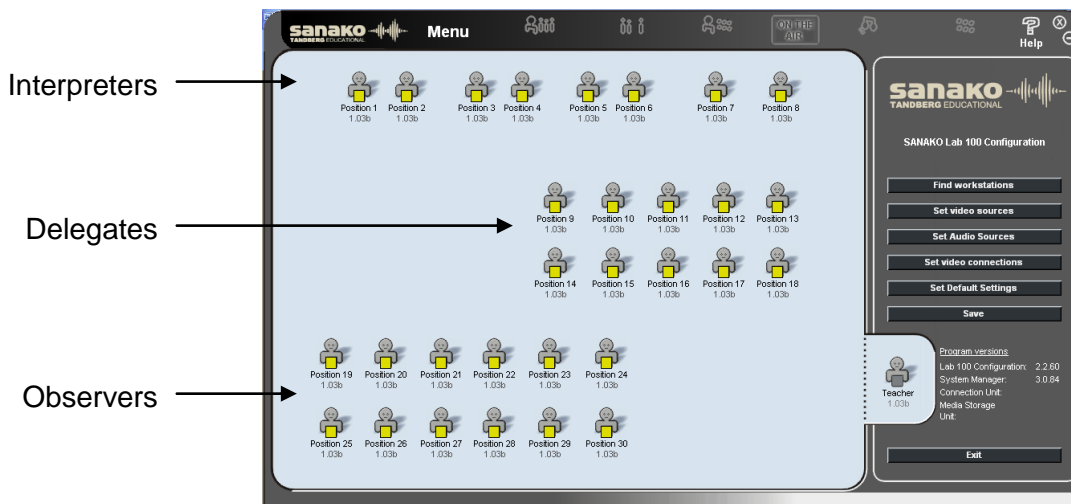 sanako
TANDBERG EDUCATIONAL
Menu
ON THE
AIR
Help
Interpreters
Position 1 Position 2 Position 3 Position 4 Position 5 Position 6 Position 7 Position 8
1.03b 1.03b 1.03b 1.03b 1.03b 1.03b 1.03b 1.03b
Delegates
Position 9 Position 10 Position 11 Position 12 Position 13
1.03b 1.03b 1.03b 1.03b 1.03b
Position 14 Position 15 Position 16 Position 17 Position 18
1.03b 1.03b 1.03b 1.03b 1.03b
Observers
Position 19 Position 20 Position 21 Position 22 Position 23 Position 24
1.03b 1.03b 1.03b 1.03b 1.03b 1.03b
Position 25 Position 26 Position 27 Position 28 Position 29 Position 30
1.03b 1.03b 1.03b 1.03b 1.03b 1.03b
Teacher
1.03b
sanako
TANDBERG EDUCATIONAL
SANAKO Lab 100 Configuration
Find workstations
Set video sources
Set Audio Sources
Set video connections
Set Default Settings
Save
Program versions
Lab 100 Configuration: 2.2.60
System Manager: 3.0.84
Connection Unit:
Media Storage
Unit:
Exit